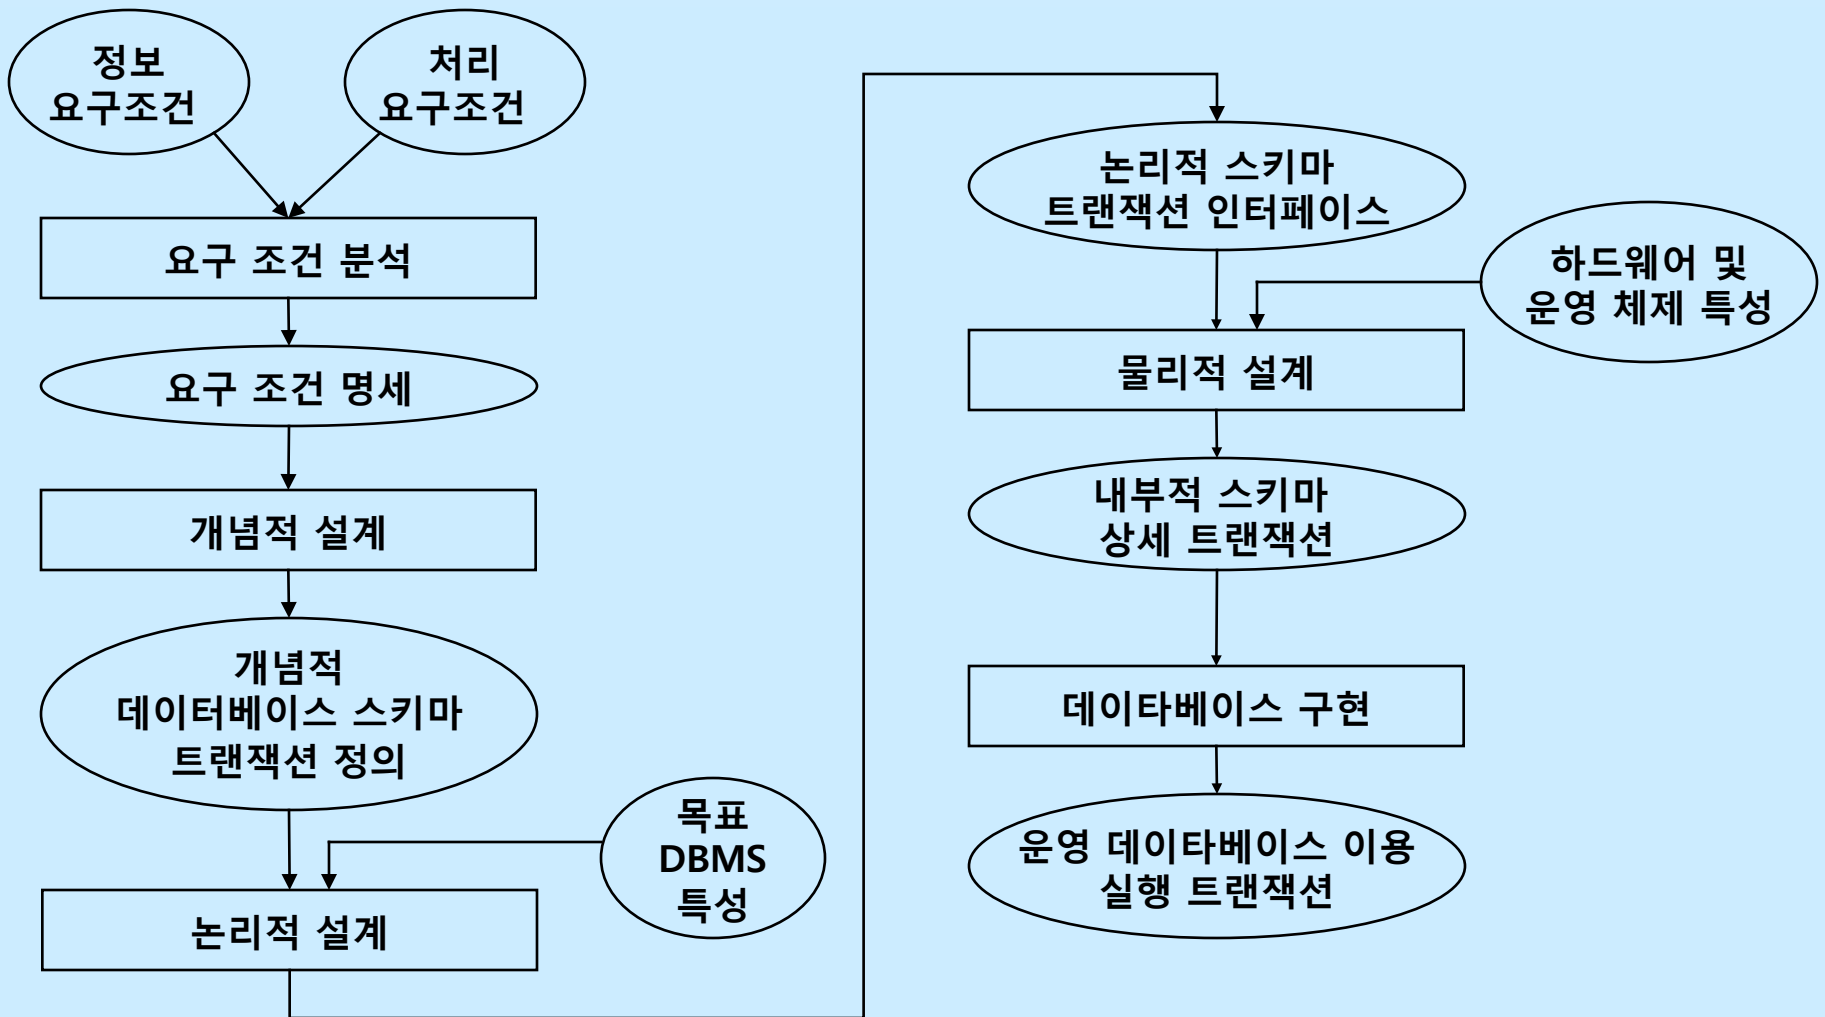 정보
요구조건
처리
요구조건
요구 조건 분석
요구 조건 명세
개념적 설계
개념적
데이터베이스 스키마
트랜잭션 정의
목표
DBMS
특성
논리적 설계
논리적 스키마
트랜잭션 인터페이스
하드웨어 및
운영 체제 특성
물리적 설계
내부적 스키마
상세 트랜잭션
데이타베이스 구현
운영 데이타베이스 이용
실행 트랜잭션